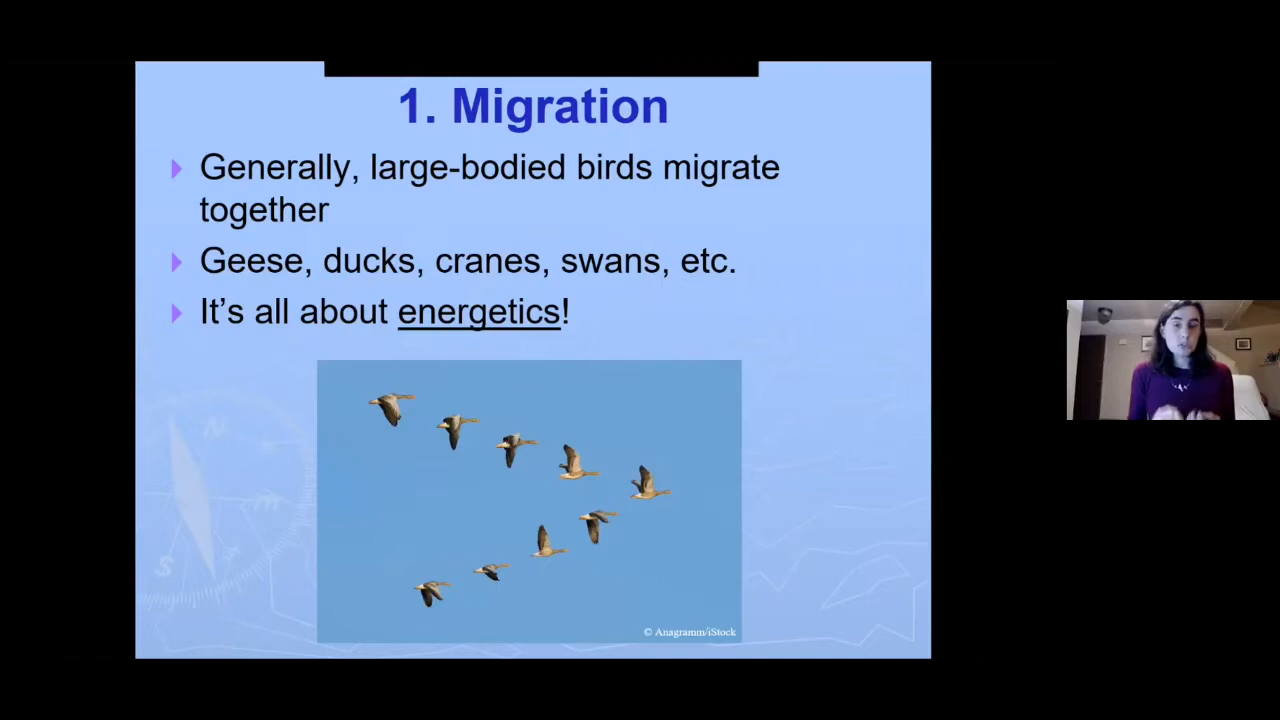 1. Migration
Generally, large-bodied birds migrate
together
Geese, ducks, cranes, swans, etc.
It's all about energetics!
N
m
S
© Anagramm/iStock